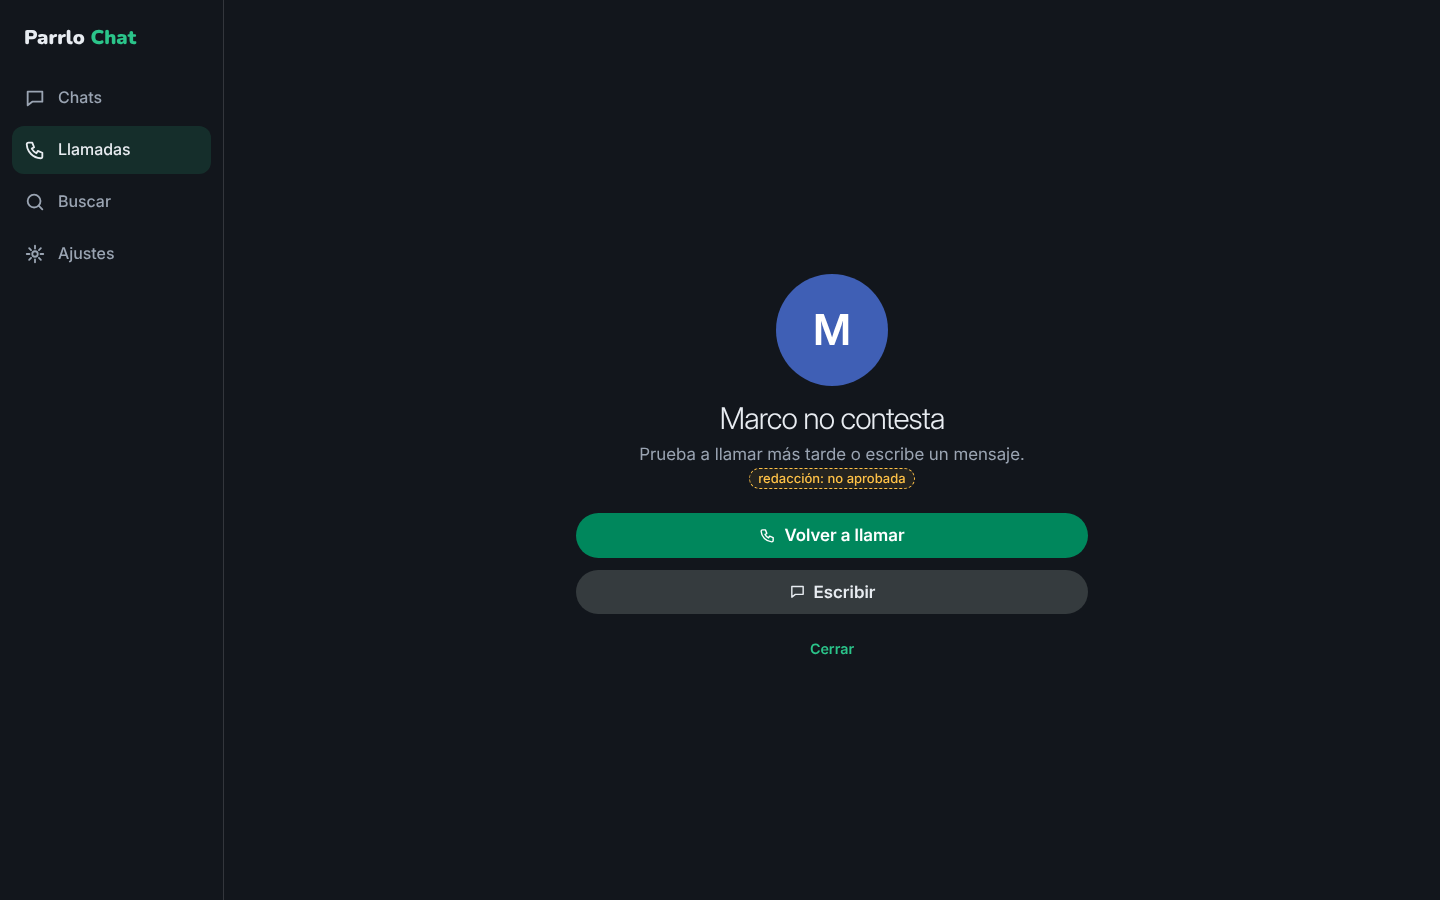 Parrlo Chat
Chats
Llamadas
Buscar
Ajustes
M
Marco no contesta
Prueba a llamar más tarde o escribe un mensaje.
redacción: no aprobada
Volver a llamar
Escribir
Cerrar